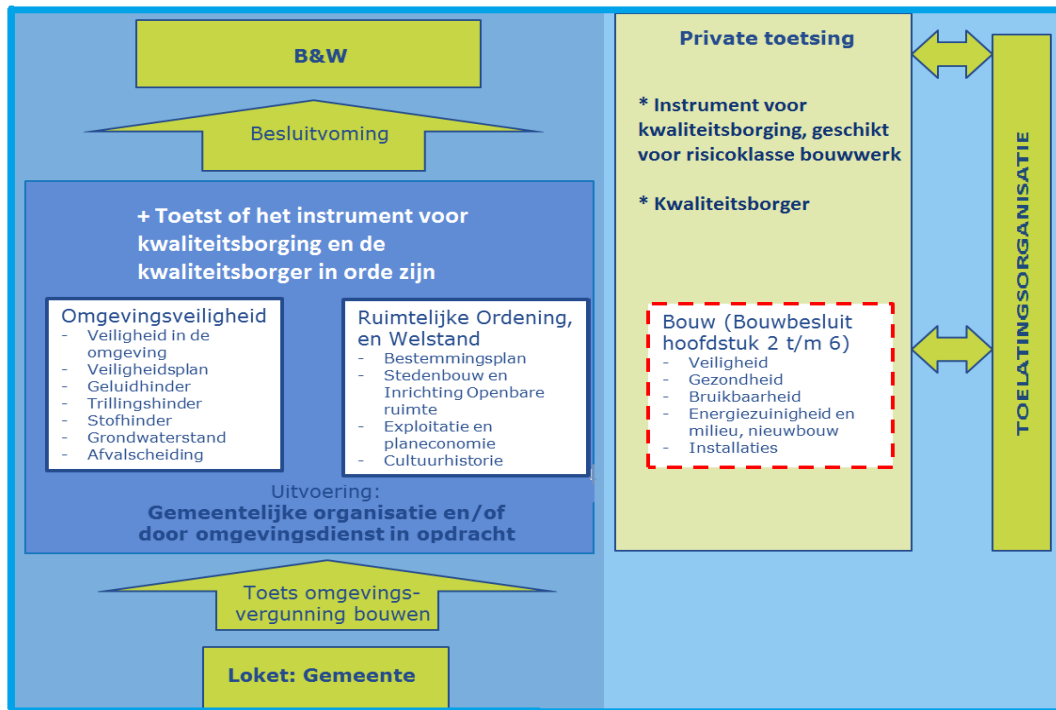 B&W
Besluitvoming
+ Toetst of het instrument voor
kwaliteitsborging en de
kwaliteitsborger in orde zijn
Omgevingsveiligheid
- Veiligheid in de
omgeving
- Veiligheidsplan
- Geluidhinder
- Trillingshinder
- Stofhinder
- Grondwaterstand
- Afvalscheiding
Ruimtelijke Ordening,
en Welstand
- Bestemmingsplan
- Stedenbouw en
Inrichting Openbare
ruimte
- Exploitatie en
planeconomie
- Cultuurhistorie
Uitvoering:
Gemeentelijke organisatie en/of
door omgevingsdienst in opdracht
Toets omgevings-
vergunning bouwen
Loket: Gemeente
Private toetsing
* Instrument voor
kwaliteitsborging, geschikt
voor risicoklasse bouwwerk
* Kwaliteitsborger
Bouw (Bouwbesluit
hoofdstuk 2 t/m 6)
- Veiligheid
- Gezondheid
- Bruikbaarheid
- Energiezuinigheid en
milieu, nieuwbouw
- Installaties
TOELATINGSORGANISATIE